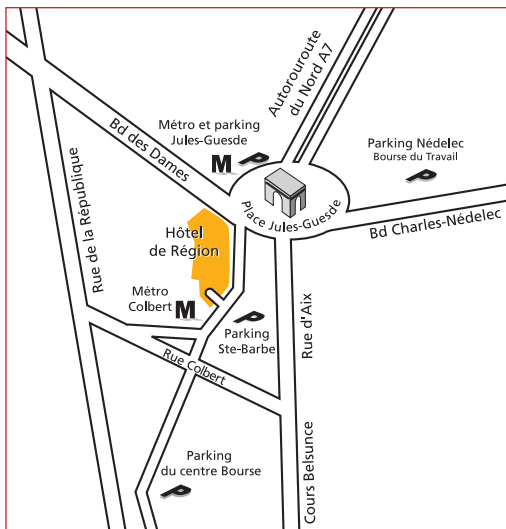 Autorouroute
du Nord A7
Métro et parking
Jules-Guesde
M P
Parking Nédelec
Bourse du Travail
P
Bd des Dames
Place Jules-Guesde
Bd Charles-Nédelec
Rue de la République
Hôtel
de Région
Métro
Colbert
M
P
Parking
Ste-Barbe
Rue d'Aix
Rue Colbert
Parking
du centre Bourse
P
Cours Belsunce